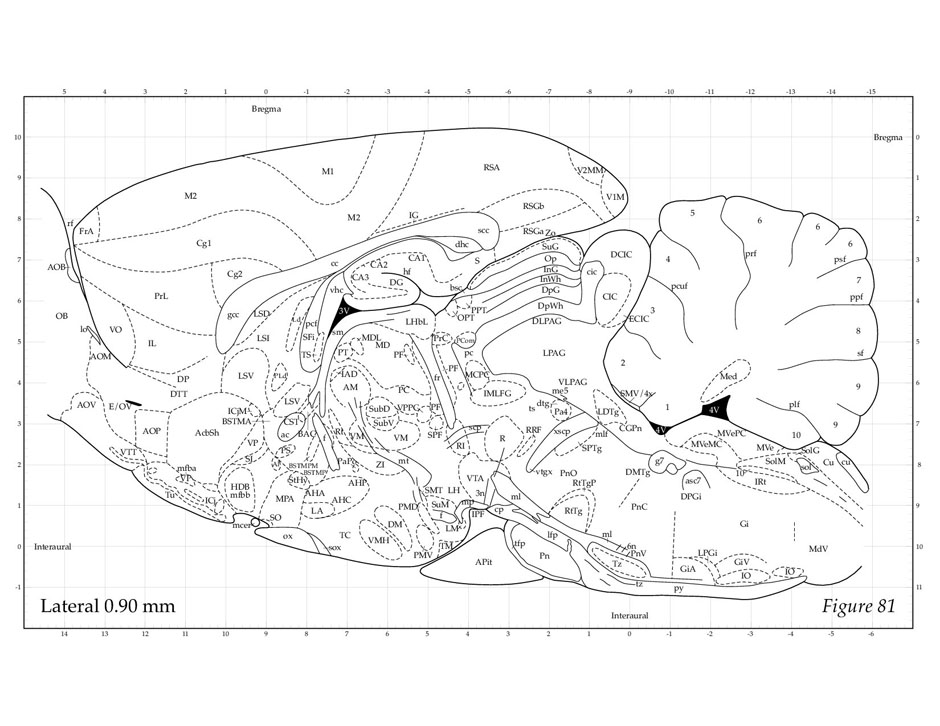 5 4 3 2 1 0 -1 -2 -3 -4 -5 -6 -7 -8 -9 -10 -11 -12 -13 -14 -15
Bregma
10 Bregma 0
RSA V2MM
M1
9 1
M2 V1M
RSGb
5 6
8 M2 IG 2
rf FrA scc RSGa Zo 6
Cg1 dhc SuG DCIC 6
cc CA1 S Op 4 prf psf
7 AOB CA2 InG cic 3
Cg2 CA3 hf InWh 7
vhc DG bsc DpG pcuf
PrL CIC ppf
6 gcc LSD 3V PPT DpWh 3 4
OB Ld pcf OPT DLPAG ECIC
lo VO LHbL 8
IL LSI SFi sm MDL PrC PCom
5 AOM TS PT MD PF pc LPAG sf 5
DP LSV PLd IAD fr PF MCPC 2 Med
4 DTT AM PC IMLFG VLPAG me5 SMV/4x 9 6
AOV E/OV ICjM LSV SubD VPPG PF ts dtg Pa4 LDTg 1 4V plf
3 BSTMA CST SubV CGPn 4V 9 7
AOP AcbSh ac BAC f RI VM VM SPF scp RI R RRF xscp mlf MVePC 10
VP SPTg MVeMC MVe SolG
VTT SJ PS PaPo ZI mt g7 SolM sol Cu cu
2 mfba BSTMPM BSTMPI VTA vtgx PnO DMTg 10 8
VP HDB StHy AHP SMT LH 3n RtTgP asc7 IRt
Tu ICj mfbb MPA AHA AHC SuM mp ml DPGi
1 LA PMD f IPF cp RtTg PnC 9
mcer SO DM LM Gi
ox TC VMH tfp lfp ml
0 Interaural sox TM 6n MdV 10
PMV Pn PnV LPGi
APit Tz GiA GiV
IO IO
-1 tz py 11
Lateral 0.90 mm Figure 81
Interaural
14 13 12 11 10 9 8 7 6 5 4 3 2 1 0 -1 -2 -3 -4 -5 -6